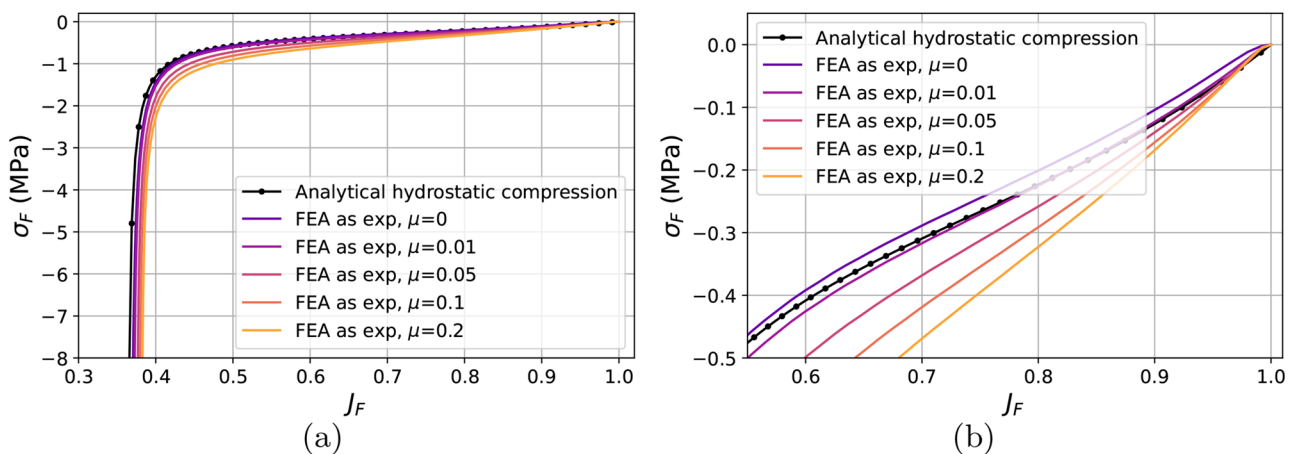 0
−1
−2
−3
−4
−5
−6
−7
−8
σF (MPa)
Analytical hydrostatic compression
FEA as exp, μ=0
FEA as exp, μ=0.01
FEA as exp, μ=0.05
FEA as exp, μ=0.1
FEA as exp, μ=0.2
0.3 0.4 0.5 0.6 0.7 0.8 0.9 1.0
JF
(a)
0.0
−0.1
−0.2
−0.3
−0.4
−0.5
σF (MPa)
Analytical hydrostatic compression
FEA as exp, μ=0
FEA as exp, μ=0.01
FEA as exp, μ=0.05
FEA as exp, μ=0.1
FEA as exp, μ=0.2
0.6 0.7 0.8 0.9 1.0
JF
(b)